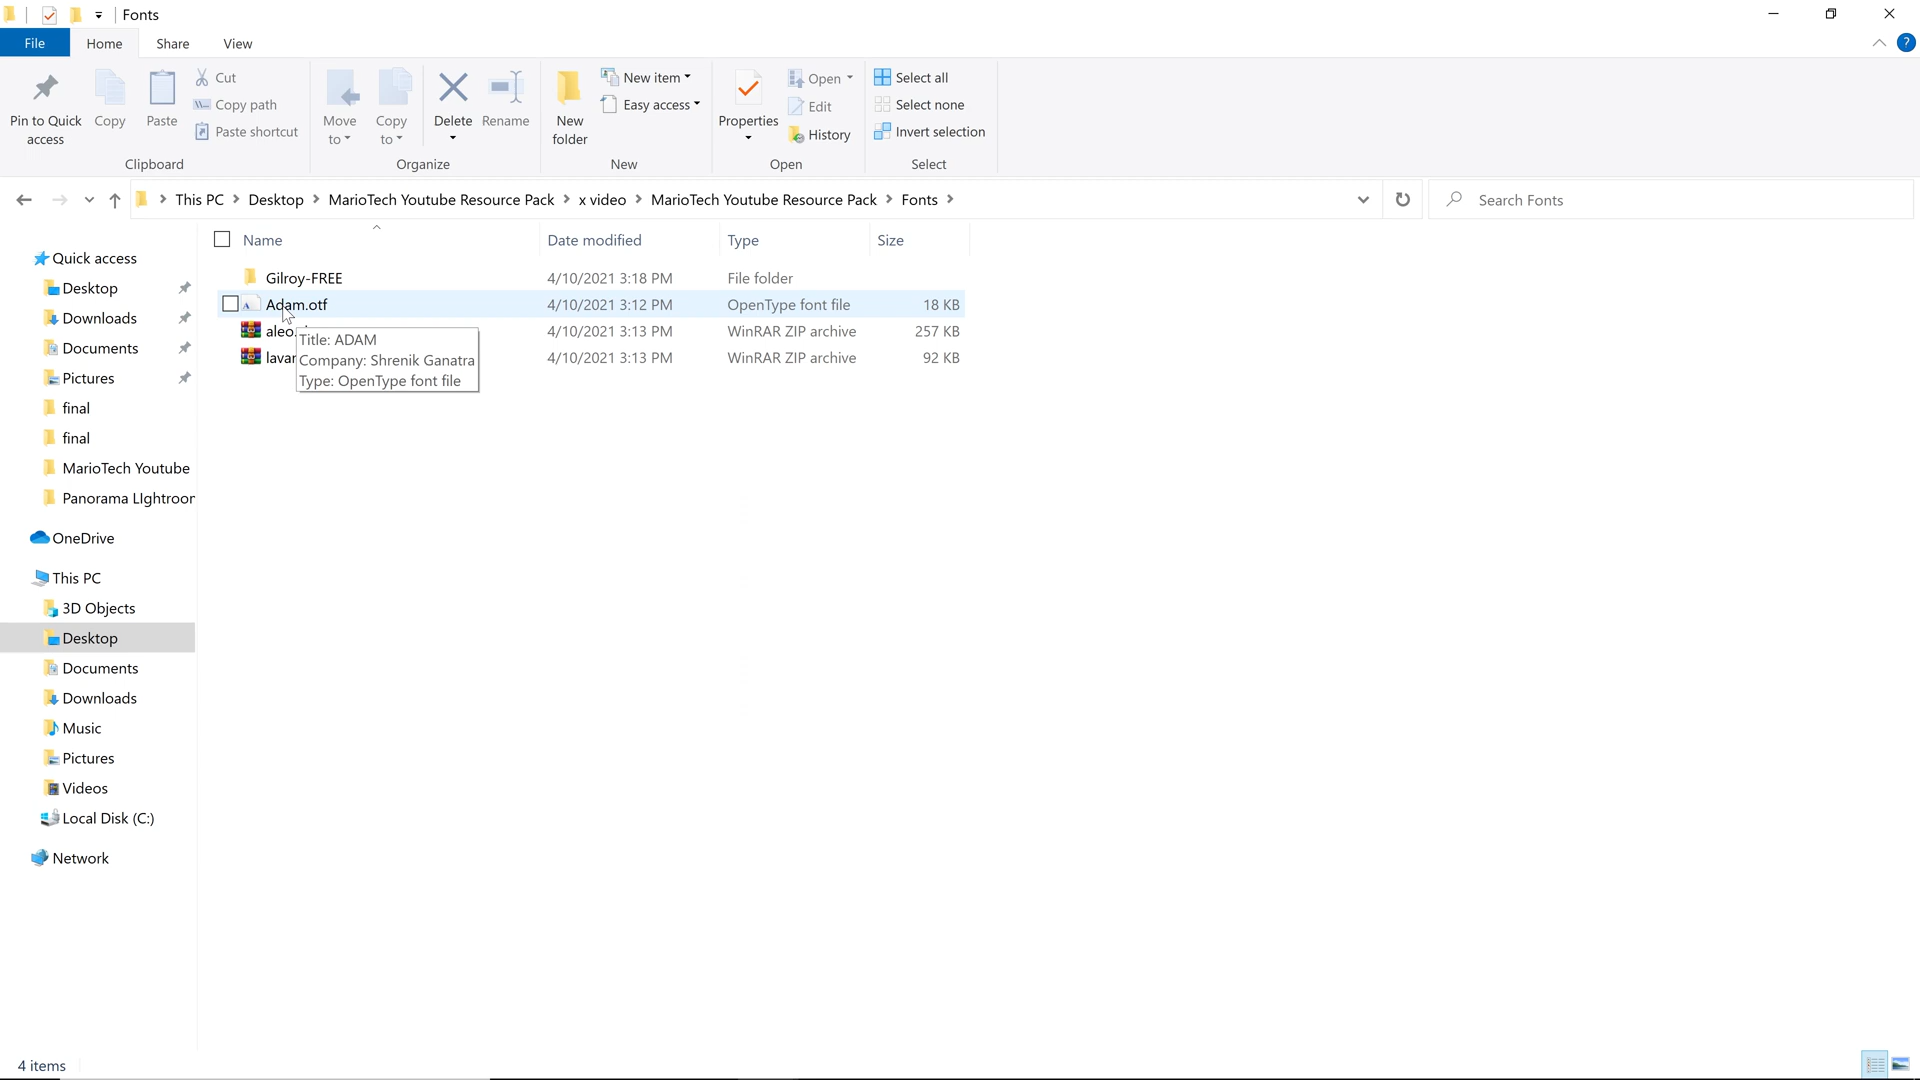 Fonts
File Home Share View
Pin to Quick access
Copy
Paste
Cut
Copy path
Paste shortcut
Clipboard
Move to
Copy to
Delete
Rename
Organize
New folder
New item
Easy access
New
Properties
Open
Edit
History
Open
Select all
Select none
Invert selection
Select
This PC > Desktop > MarioTech Youtube Resource Pack > x video > MarioTech Youtube Resource Pack > Fonts >
Search Fonts
Name Date modified Type Size
Gilroy-FREE 4/10/2021 3:18 PM File folder
Adam.otf 4/10/2021 3:12 PM OpenType font file 18 KB
aleo. 4/10/2021 3:13 PM WinRAR ZIP archive 257 KB
lavar 4/10/2021 3:13 PM WinRAR ZIP archive 92 KB
Title: ADAM
Company: Shrenik Ganatra
Type: OpenType font file
Quick access
Desktop
Downloads
Documents
Pictures
final
final
MarioTech Youtube
Panorama LIghtroor
OneDrive
This PC
3D Objects
Desktop
Documents
Downloads
Music
Pictures
Videos
Local Disk (C:)
Network
4 items